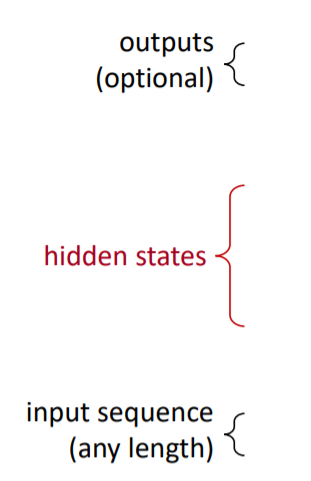 outputs
(optional)
hidden states
input sequence
(any length)